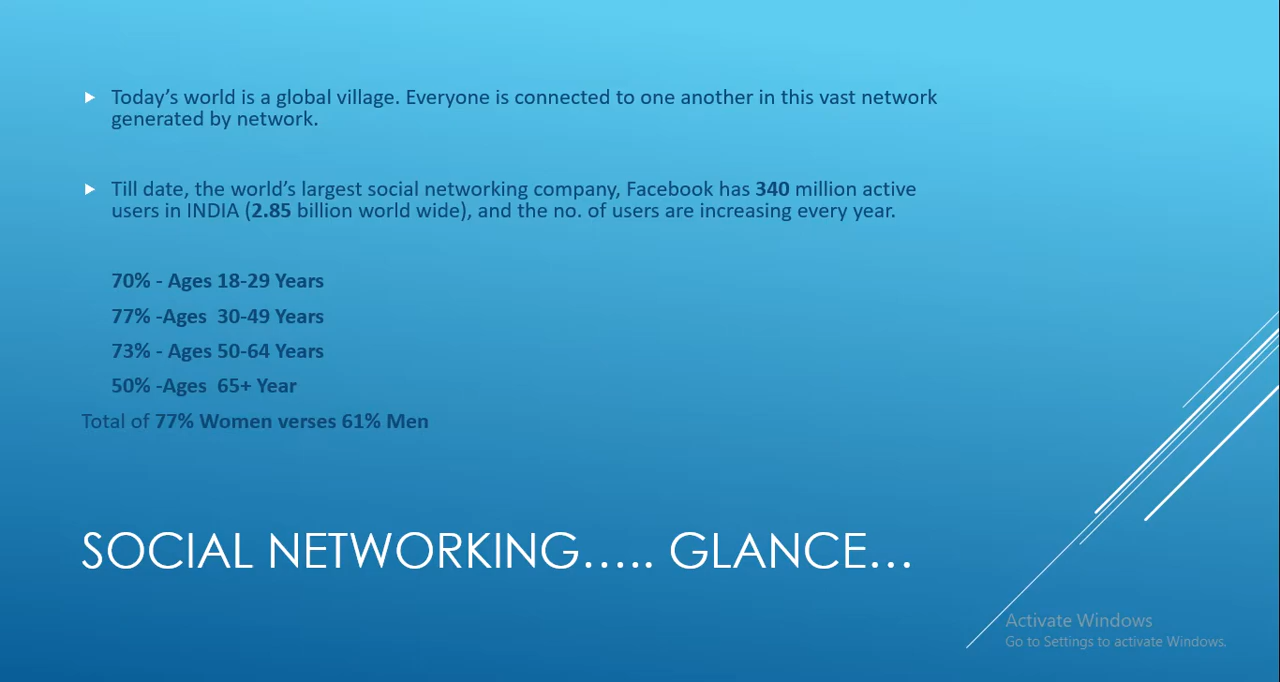 Today’s world is a global village. Everyone is connected to one another in this vast network
generated by network.
Till date, the world’s largest social networking company, Facebook has 340 million active
users in INDIA (2.85 billion world wide), and the no. of users are increasing every year.
70% - Ages 18-29 Years
77% -Ages  30-49 Years
73% - Ages 50-64 Years
50% -Ages  65+ Year
Total of 77% Women verses 61% Men
SOCIAL NETWORKING..... GLANCE...
Activate Windows
Go to Settings to activate Windows.